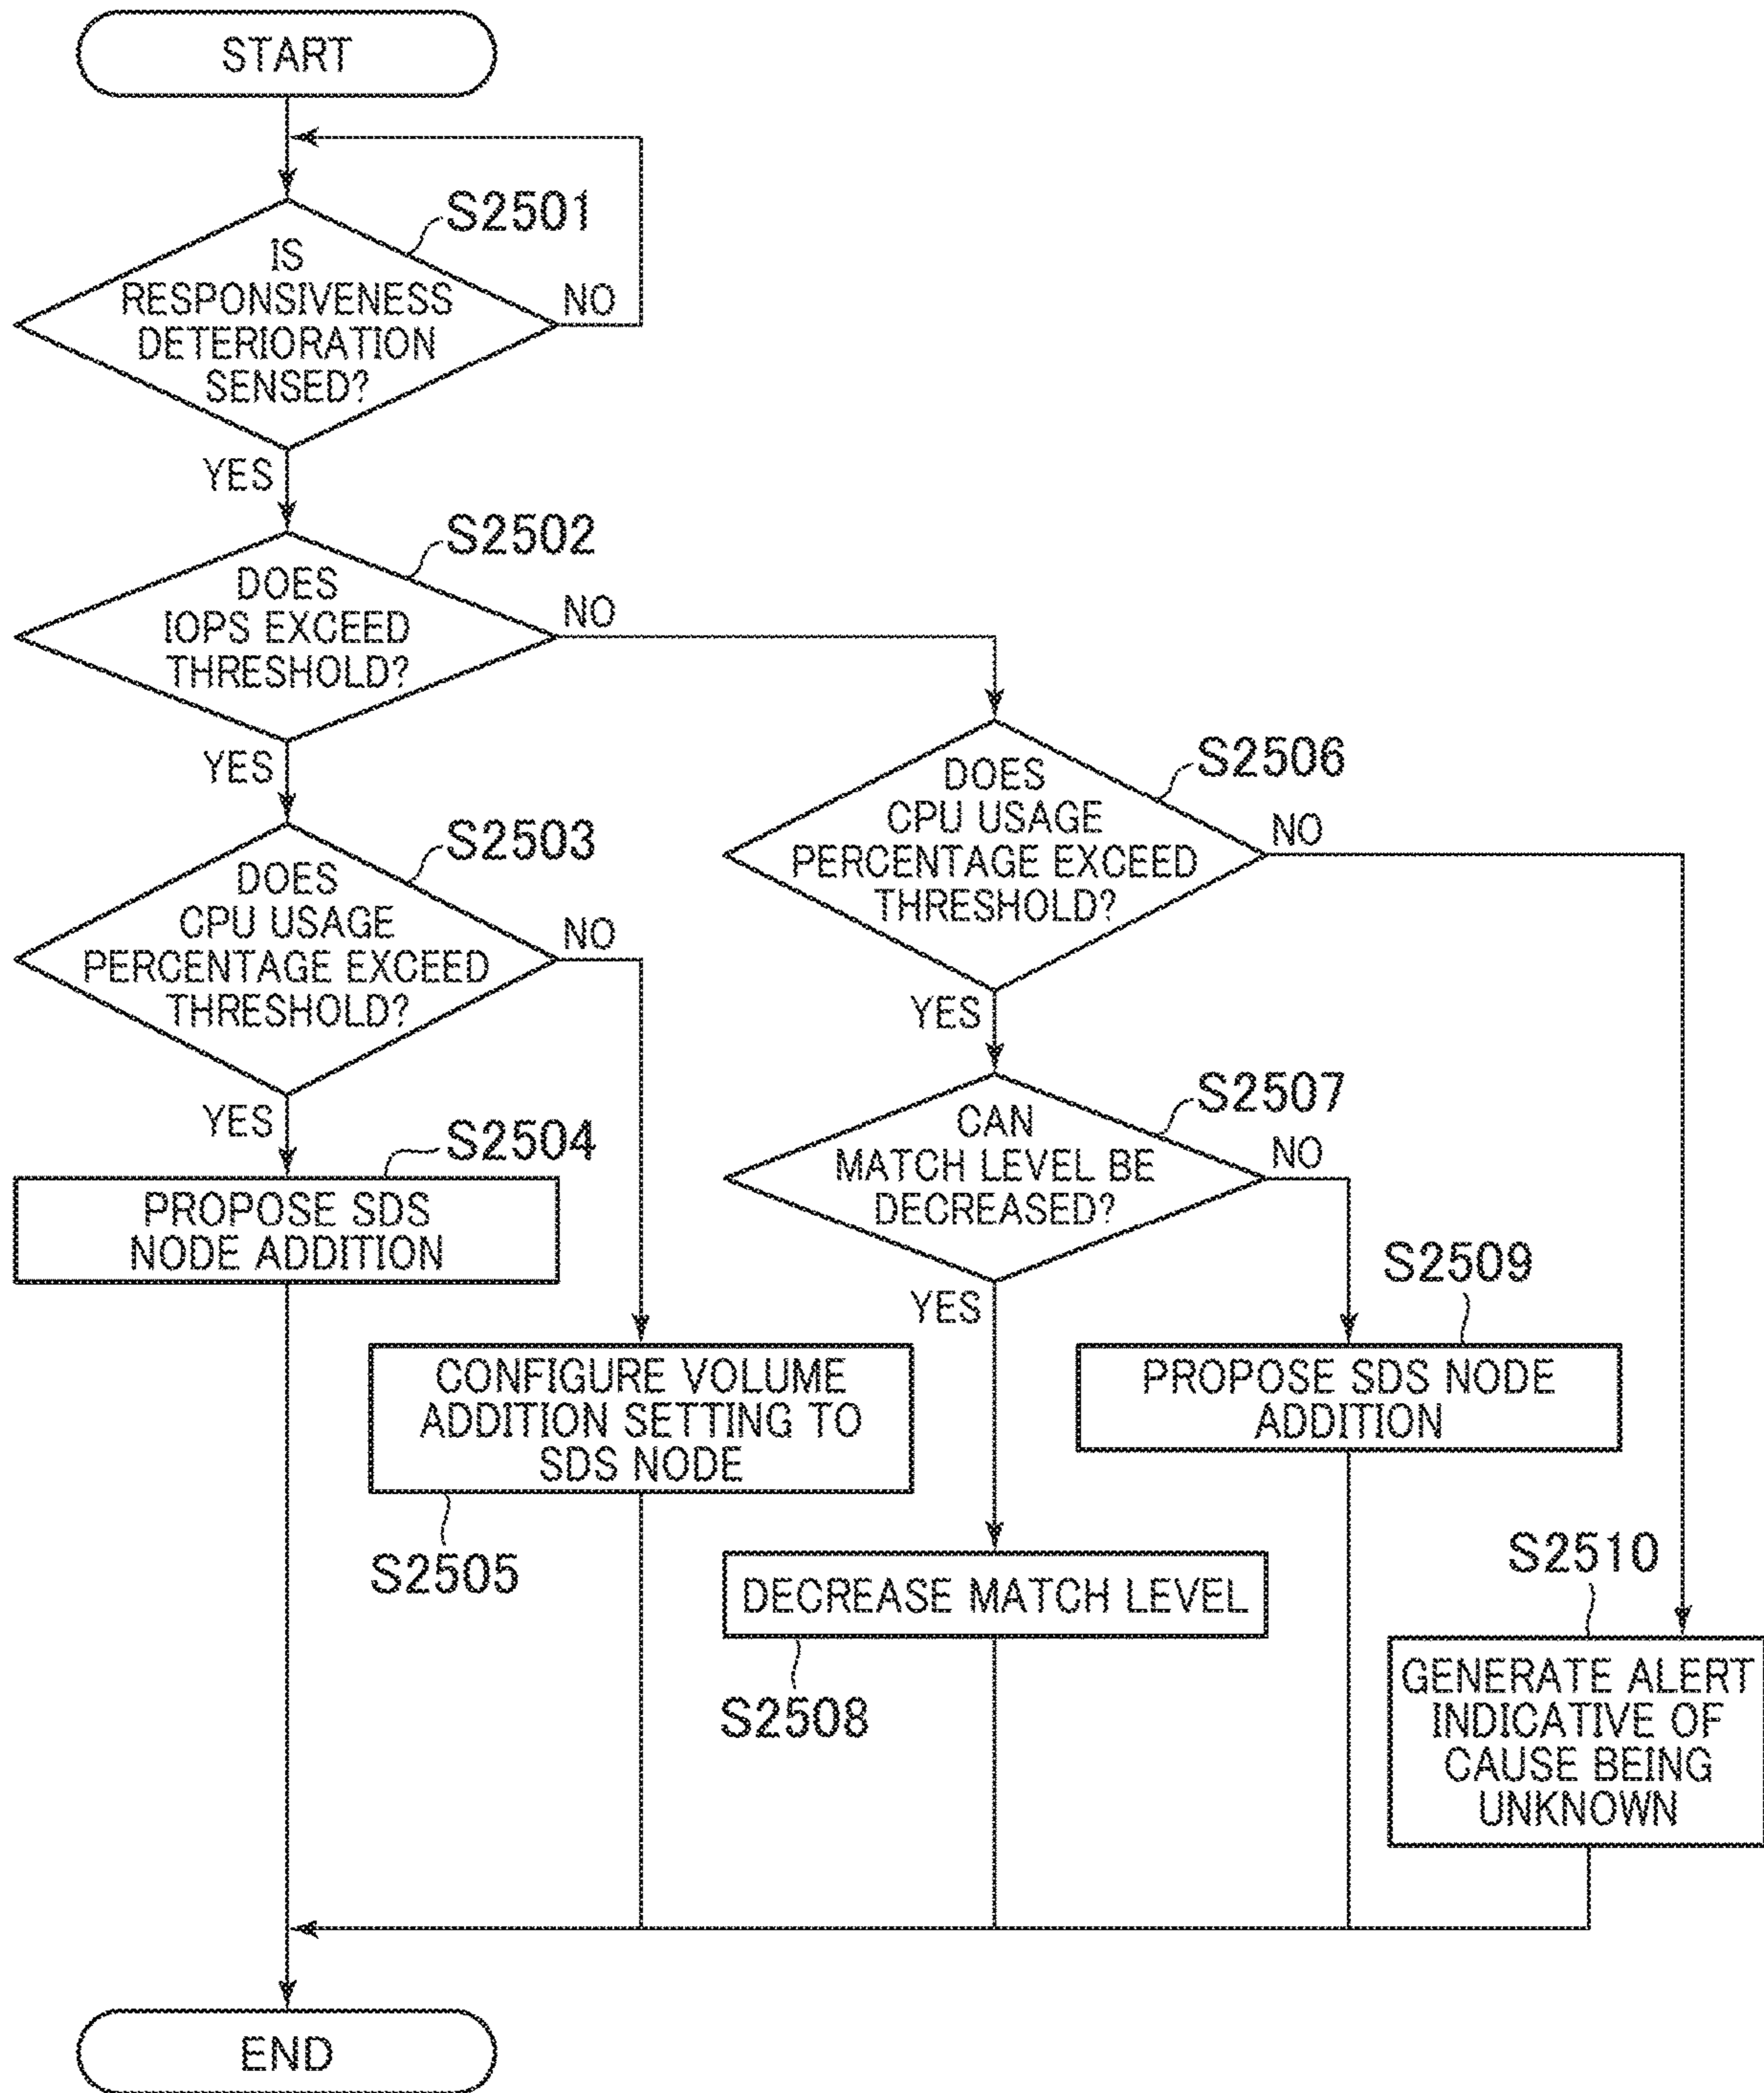 START
S2501
IS
RESPONSIVENESS
DETERIORATION
SENSED?
NO
YES
S2502
DOES
IOPS EXCEED
THRESHOLD?
NO
YES
S2503
DOES
CPU USAGE
PERCENTAGE EXCEED
THRESHOLD?
NO
YES
S2504
PROPOSE SDS
NODE ADDITION
CONFIGURE VOLUME
ADDITION SETTING TO
SDS NODE
S2505
S2506
DOES
CPU USAGE
PERCENTAGE EXCEED
THRESHOLD?
NO
YES
S2507
CAN
MATCH LEVEL BE
DECREASED?
NO
YES
DECREASE MATCH LEVEL
S2508
S2509
PROPOSE SDS NODE
ADDITION
S2510
GENERATE ALERT
INDICATIVE OF
CAUSE BEING
UNKNOWN
END